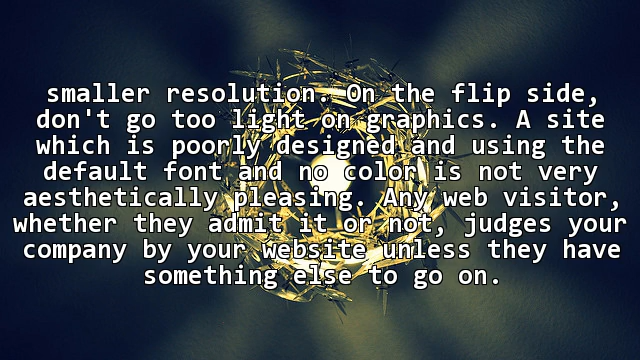 smaller resolution. On the flip side,
don't go too light on graphics. A site
which is poorly designed and using the
default font and no color is not very
aesthetically pleasing. Any web visitor,
whether they admit it or not, judges your
company by your website unless they have
something else to go on.